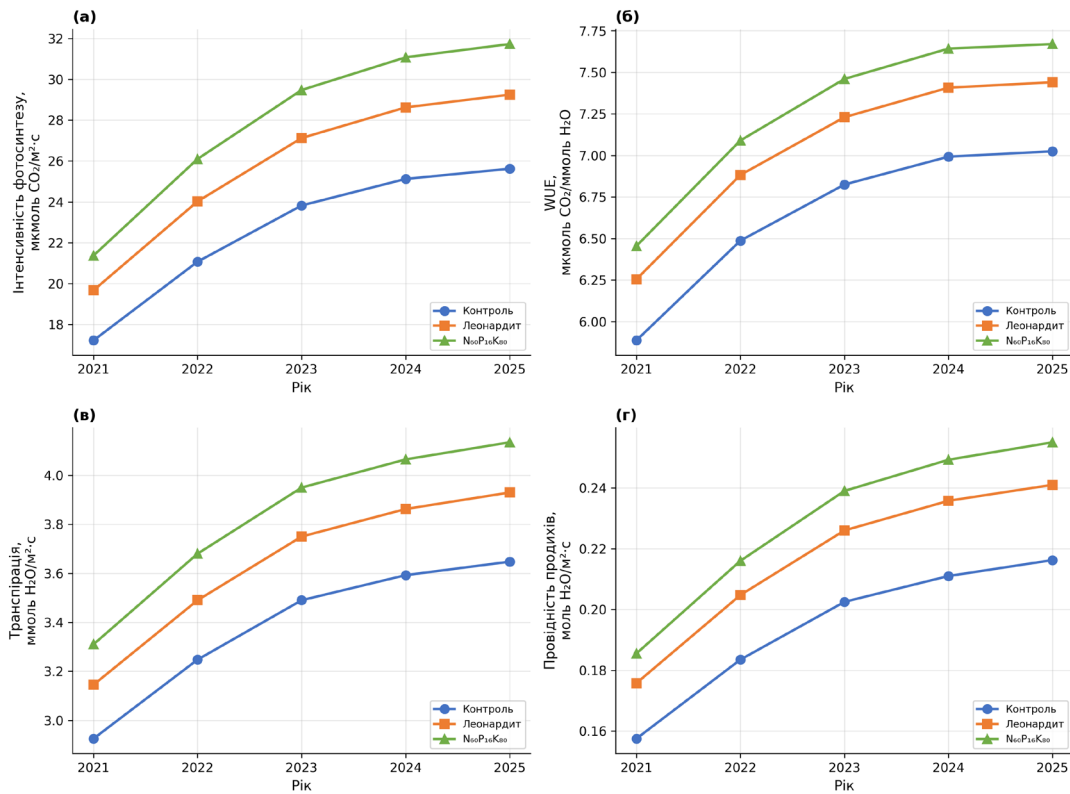 (а)
Інтенсивність фотосинтезу,
мкмоль CO₂/м²·с
32
30
28
26
24
22
20
18
2021 2022 2023 2024 2025
Рік
Контроль
Леонардит
N₆₀P₁₆K₈₀
(б)
WUE,
мкмоль CO₂/ммоль H₂O
7.75
7.50
7.25
7.00
6.75
6.50
6.25
6.00
2021 2022 2023 2024 2025
Рік
Контроль
Леонардит
N₆₀P₁₆K₈₀
(в)
Транспірація,
ммоль H₂O/м²·с
4.0
3.8
3.6
3.4
3.2
3.0
2021 2022 2023 2024 2025
Рік
Контроль
Леонардит
N₆₀P₁₆K₈₀
(г)
Провідність продихів,
моль H₂O/м²·с
0.24
0.22
0.20
0.18
0.16
2021 2022 2023 2024 2025
Рік
Контроль
Леонардит
N₆₀P₁₆K₈₀